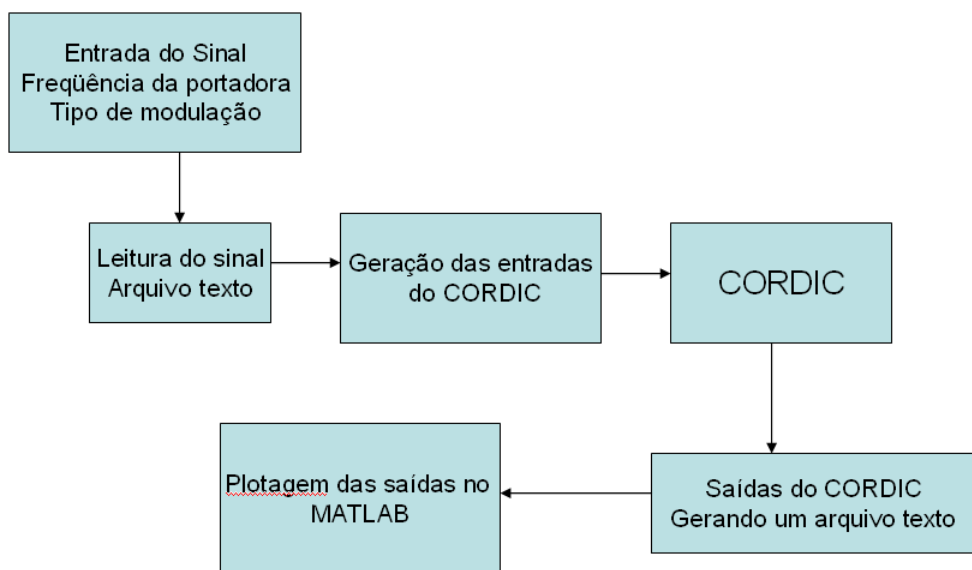 Entrada do Sinal
Freqüência da portadora
Tipo de modulação
Leitura do sinal
Arquivo texto
Geração das entradas
do CORDIC
CORDIC
Saídas do CORDIC
Gerando um arquivo texto
Plotagem das saídas no
MATLAB